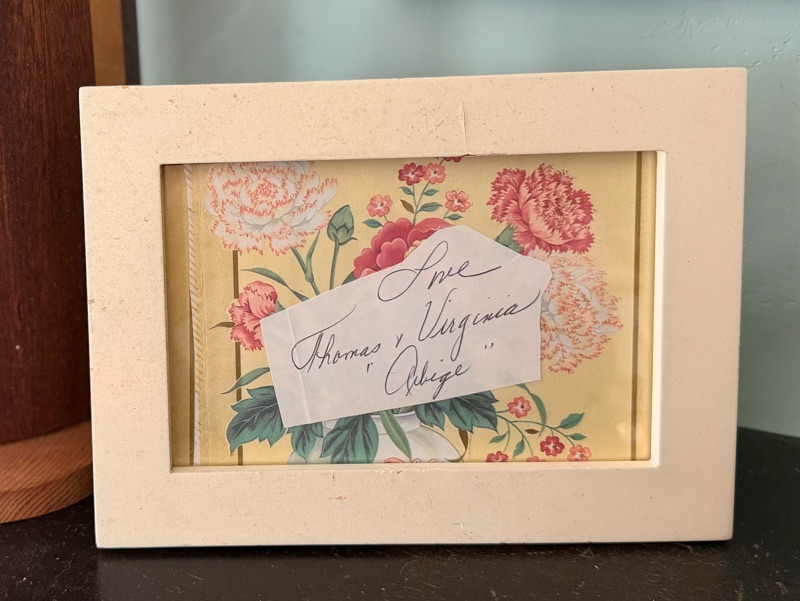 Love
Thomas & Virginia
"Abige"